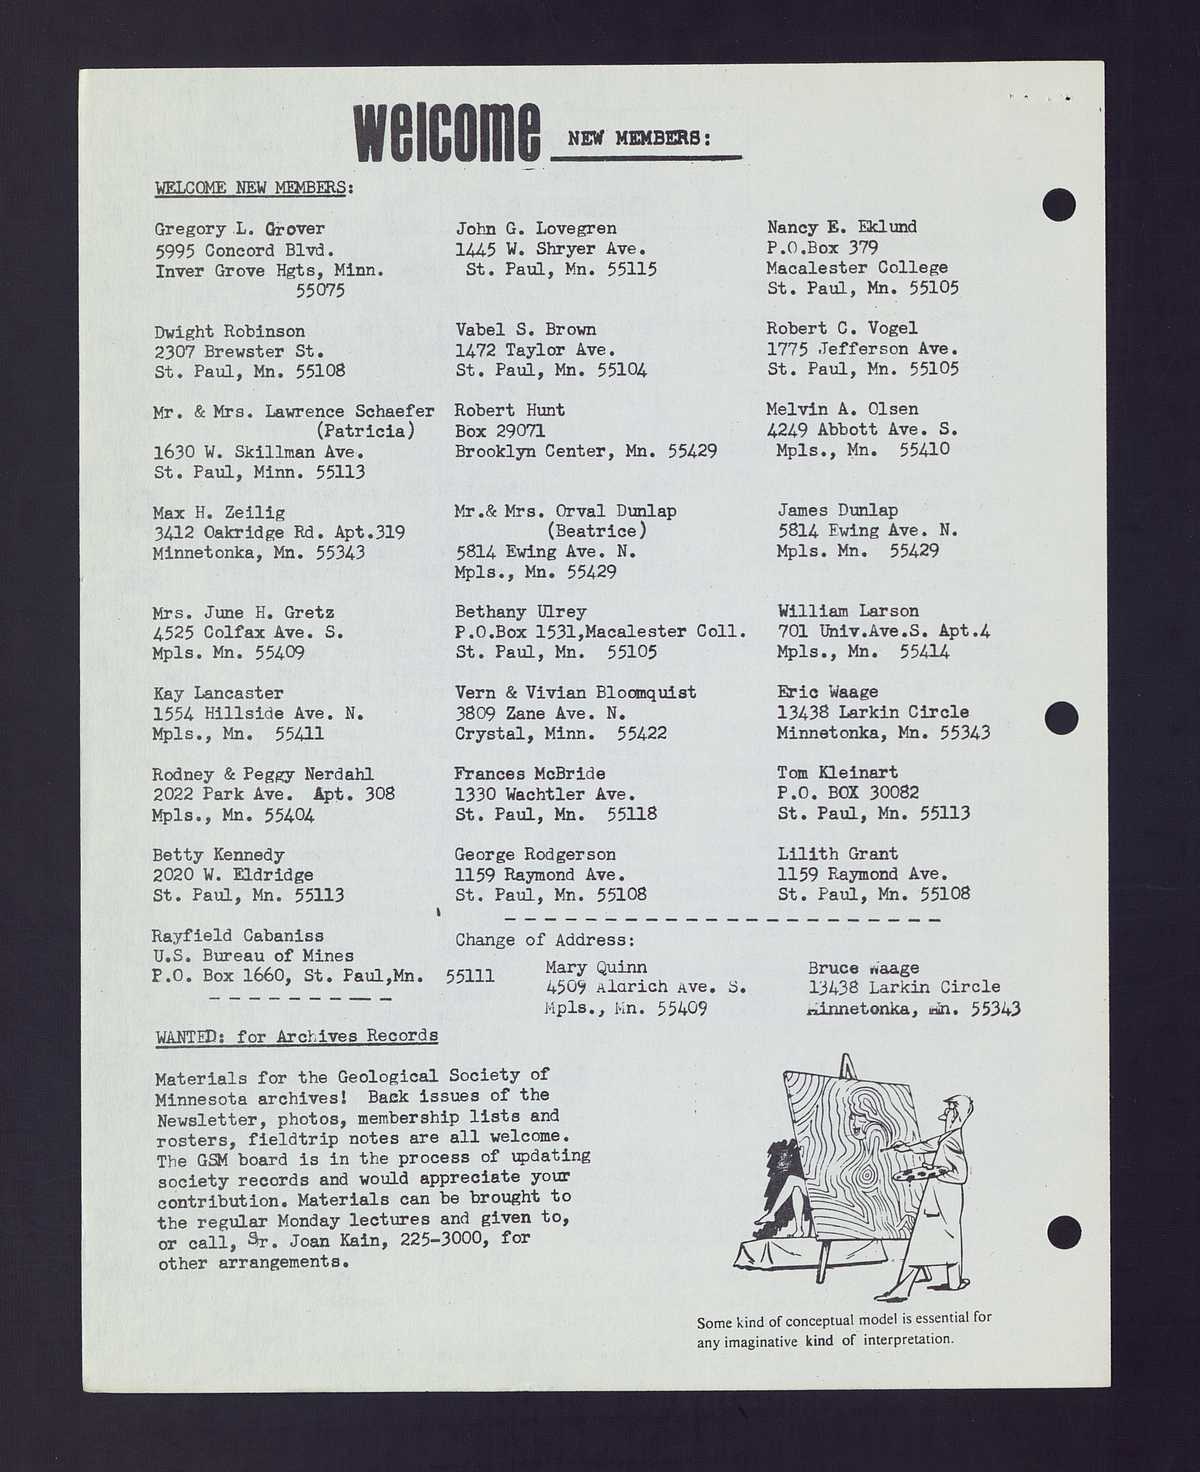 welcome NEW MEMBERS:
WELCOME NEW MEMBERS:
Gregory L. Grover
5995 Concord Blvd.
Inver Grove Hgts, Minn.
55075
John G. Lovegren
1445 W. Shryer Ave.
St. Paul, Mn. 55115
Nancy E. Eklund
P.O.Box 379
Macalester College
St. Paul, Mn. 55105
Dwight Robinson
2307 Brewster St.
St. Paul, Mn. 55108
Vabel S. Brown
1472 Taylor Ave.
St. Paul, Mn. 55104
Robert C. Vogel
1775 Jefferson Ave.
St. Paul, Mn. 55105
Mr. & Mrs. Lawrence Schaefer
(Patricia)
1630 W. Skillman Ave.
St. Paul, Minn. 55113
Robert Hunt
Box 29071
Brooklyn Center, Mn. 55429
Melvin A. Olsen
4249 Abbott Ave. S.
Mpls., Mn. 55410
Max H. Zeilig
3412 Oakridge Rd. Apt.319
Minnetonka, Mn. 55343
Mr.& Mrs. Orval Dunlap
(Beatrice)
5814 Ewing Ave. N.
Mpls., Mn. 55429
James Dunlap
5814 Ewing Ave. N.
Mpls. Mn. 55429
Mrs. June H. Gretz
4525 Colfax Ave. S.
Mpls. Mn. 55409
Bethany Ulrey
P.O.Box 1531,Macalester Coll.
St. Paul, Mn. 55105
William Larson
701 Univ.Ave.S. Apt.4
Mpls., Mn. 55414
Kay Lancaster
1554 Hillside Ave. N.
Mpls., Mn. 55411
Vern & Vivian Bloomquist
3809 Zane Ave. N.
Crystal, Minn. 55422
Eric Waage
13438 Larkin Circle
Minnetonka, Mn. 55343
Rodney & Peggy Nerdahl
2022 Park Ave. Apt. 308
Mpls., Mn. 55404
Frances McBride
1330 Wachtler Ave.
St. Paul, Mn. 55118
Tom Kleinart
P.O. BOX 30082
St. Paul, Mn. 55113
Betty Kennedy
2020 W. Eldridge
St. Paul, Mn. 55113
George Rodgerson
1159 Raymond Ave.
St. Paul, Mn. 55108
Lilith Grant
1159 Raymond Ave.
St. Paul, Mn. 55108
Rayfield Cabaniss
U.S. Bureau of Mines
P.O. Box 1660, St. Paul,Mn. 55111
Change of Address:
Mary Quinn
4509 Aldrich Ave. S.
Mpls., Mn. 55409
Bruce Waage
13438 Larkin Circle
Minnetonka, Mn. 55343
WANTED: for Archives Records
Materials for the Geological Society of
Minnesota archives! Back issues of the
Newsletter, photos, membership lists and
rosters, fieldtrip notes are all welcome.
The GSM board is in the process of updating
society records and would appreciate your
contribution. Materials can be brought to
the regular Monday lectures and given to,
or call, Sr. Joan Kain, 225-3000, for
other arrangements.
Some kind of conceptual model is essential for
any imaginative kind of interpretation.